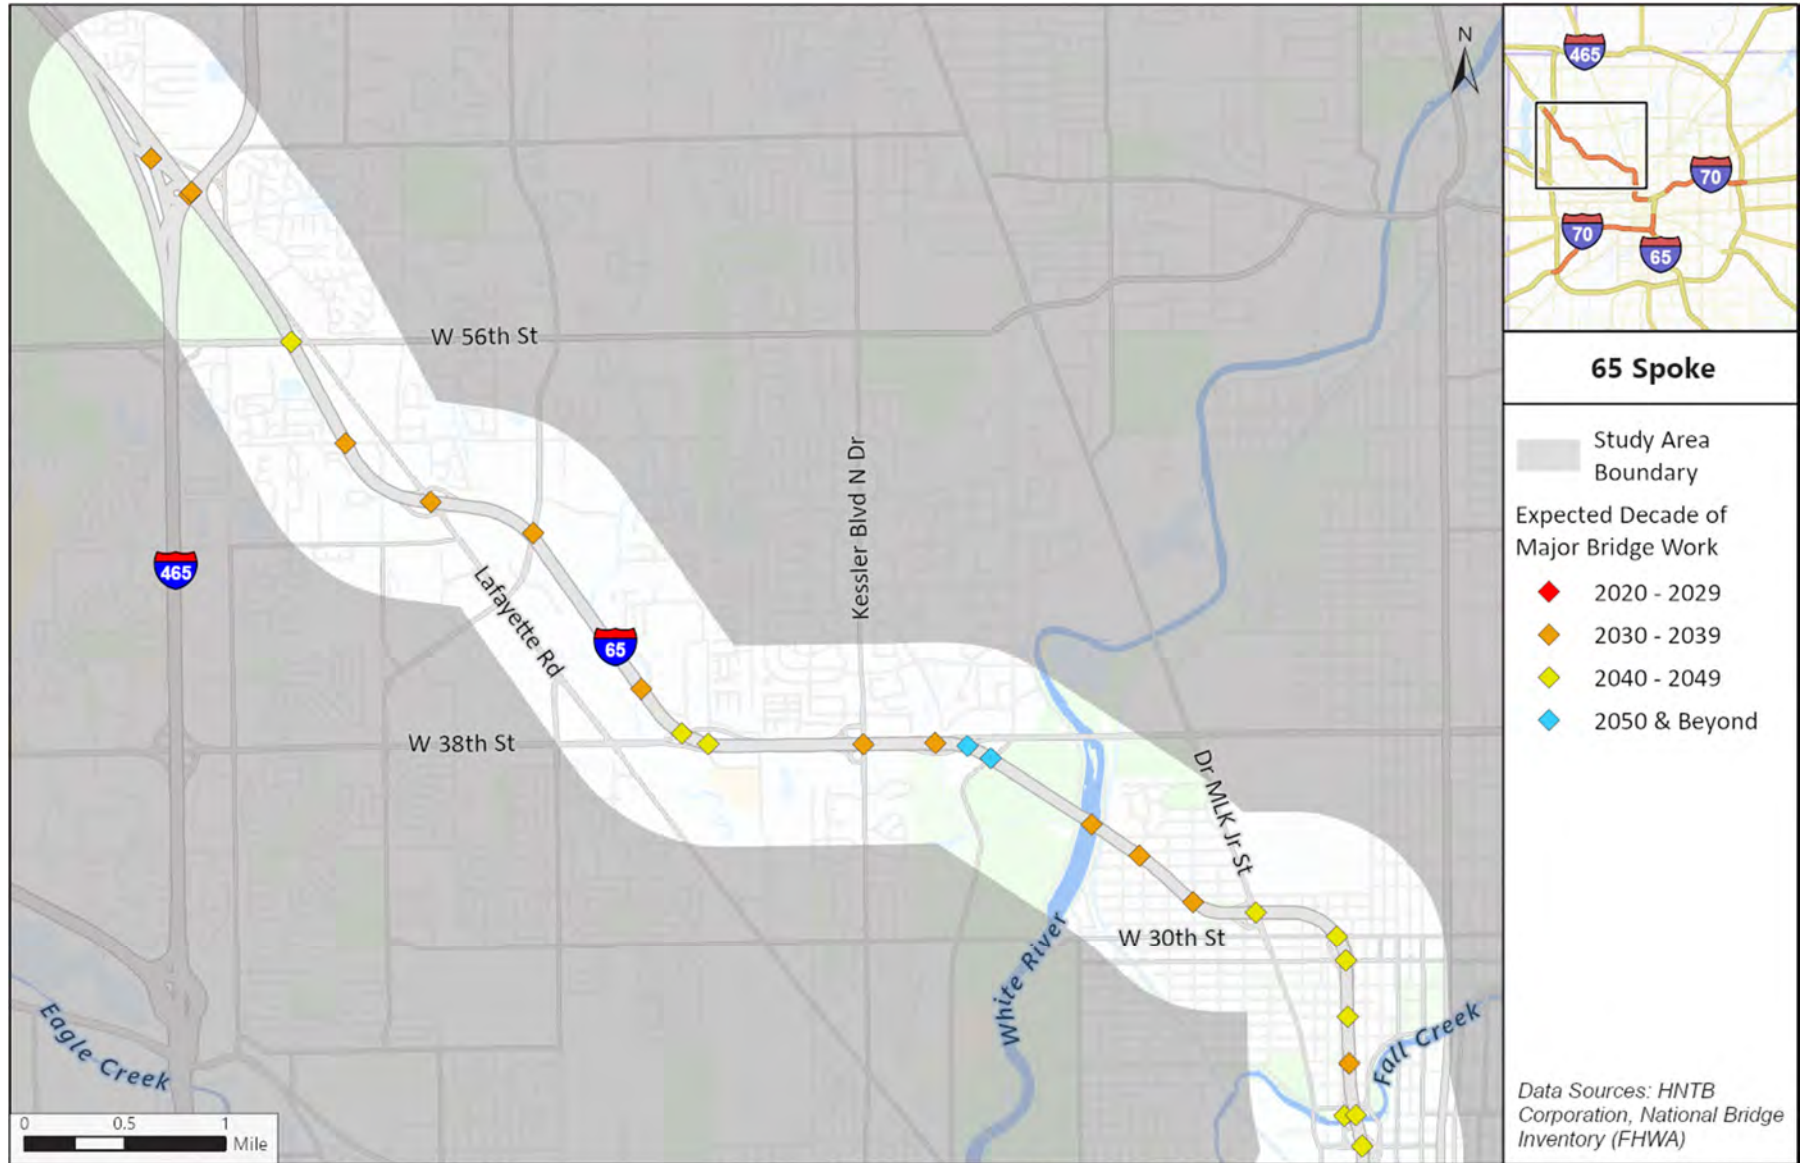 N
W 56th St
Kessler Blvd N Dr
465
Lafayette Rd
65
W 38th St
Dr MLK Jr St
W 30th St
White River
Fall Creek
Eagle Creek
0 0.5 1
Mile
465
70
70
65
65 Spoke
Study Area
Boundary
Expected Decade of
Major Bridge Work
2020 - 2029
2030 - 2039
2040 - 2049
2050 & Beyond
Data Sources: HNTB
Corporation, National Bridge
Inventory (FHWA)